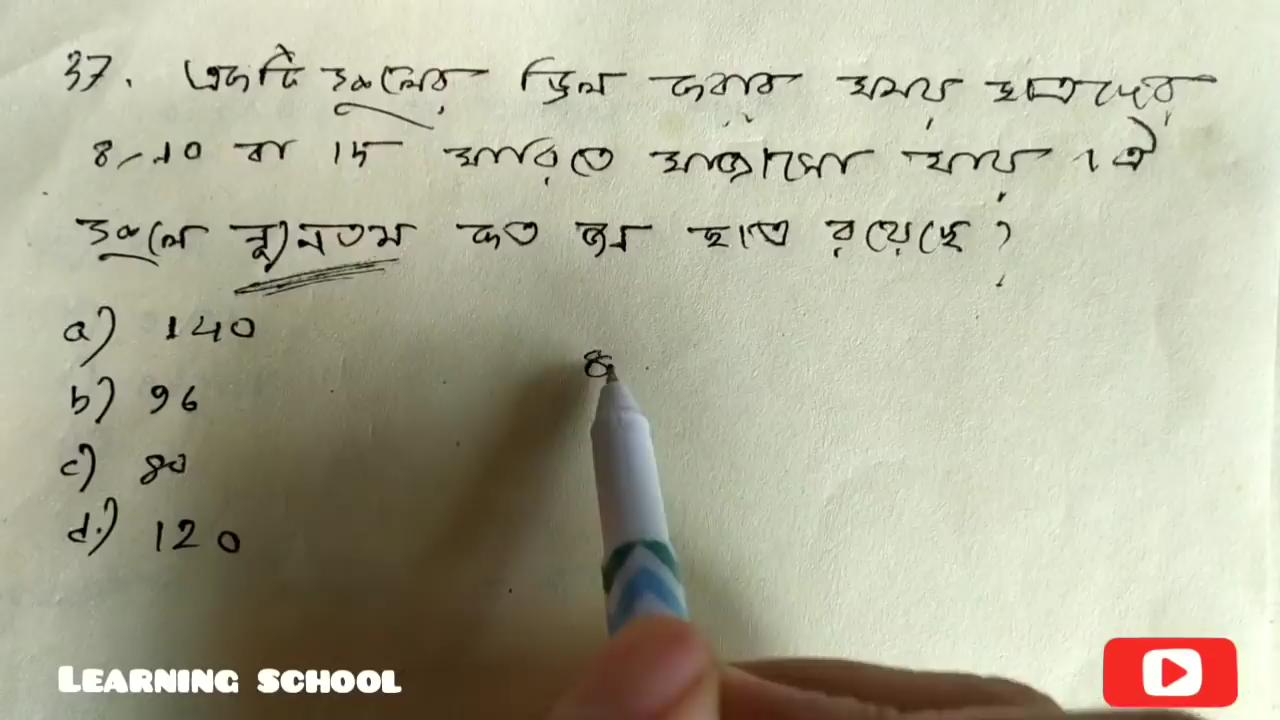 37. একটি স্কুলের ড্রিল করার সময় ছাত্রদের
8, 10 বা 15 সারিতে সাজানো যায়। ঐ
স্কুলে ন্যূনতম কত জন ছাত্র রয়েছে?
a) 140
b) 96
c) 80
d.) 120
8
LEARNING SCHOOL